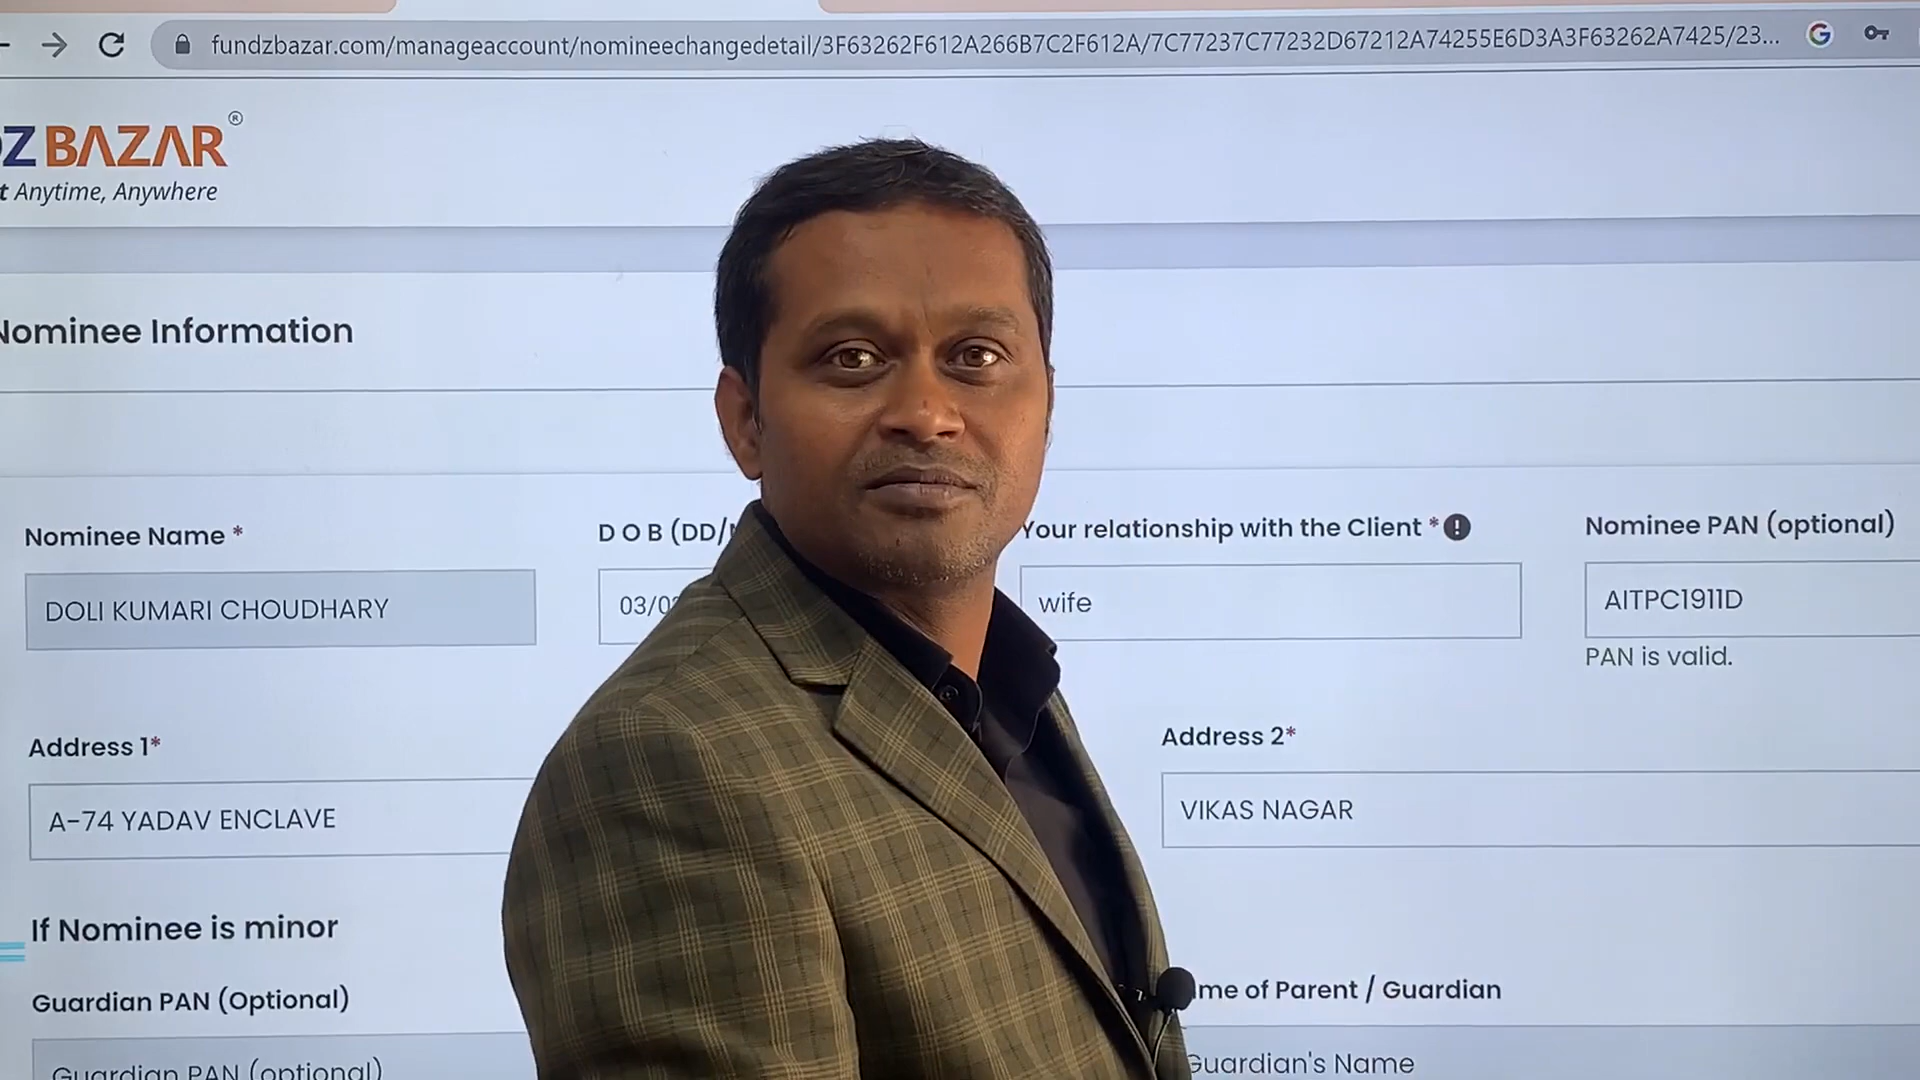 fundzbazar.com/manageaccount/nomineechangedetail/3F63262F612A266B7C2F612A/7C77237C77232D67212A74255E6D3A3F63262A7425/23...
Z BAZAR®
t Anytime, Anywhere
Nominee Information
Nominee Name *
D O B (DD/
Your relationship with the Client *
Nominee PAN (optional)
DOLI KUMARI CHOUDHARY
03/0
wife
AITPC1911D
PAN is valid.
Address 1*
Address 2*
A-74 YADAV ENCLAVE
VIKAS NAGAR
If Nominee is minor
Guardian PAN (Optional)
me of Parent / Guardian
Guardian PAN (optional)
Guardian's Name